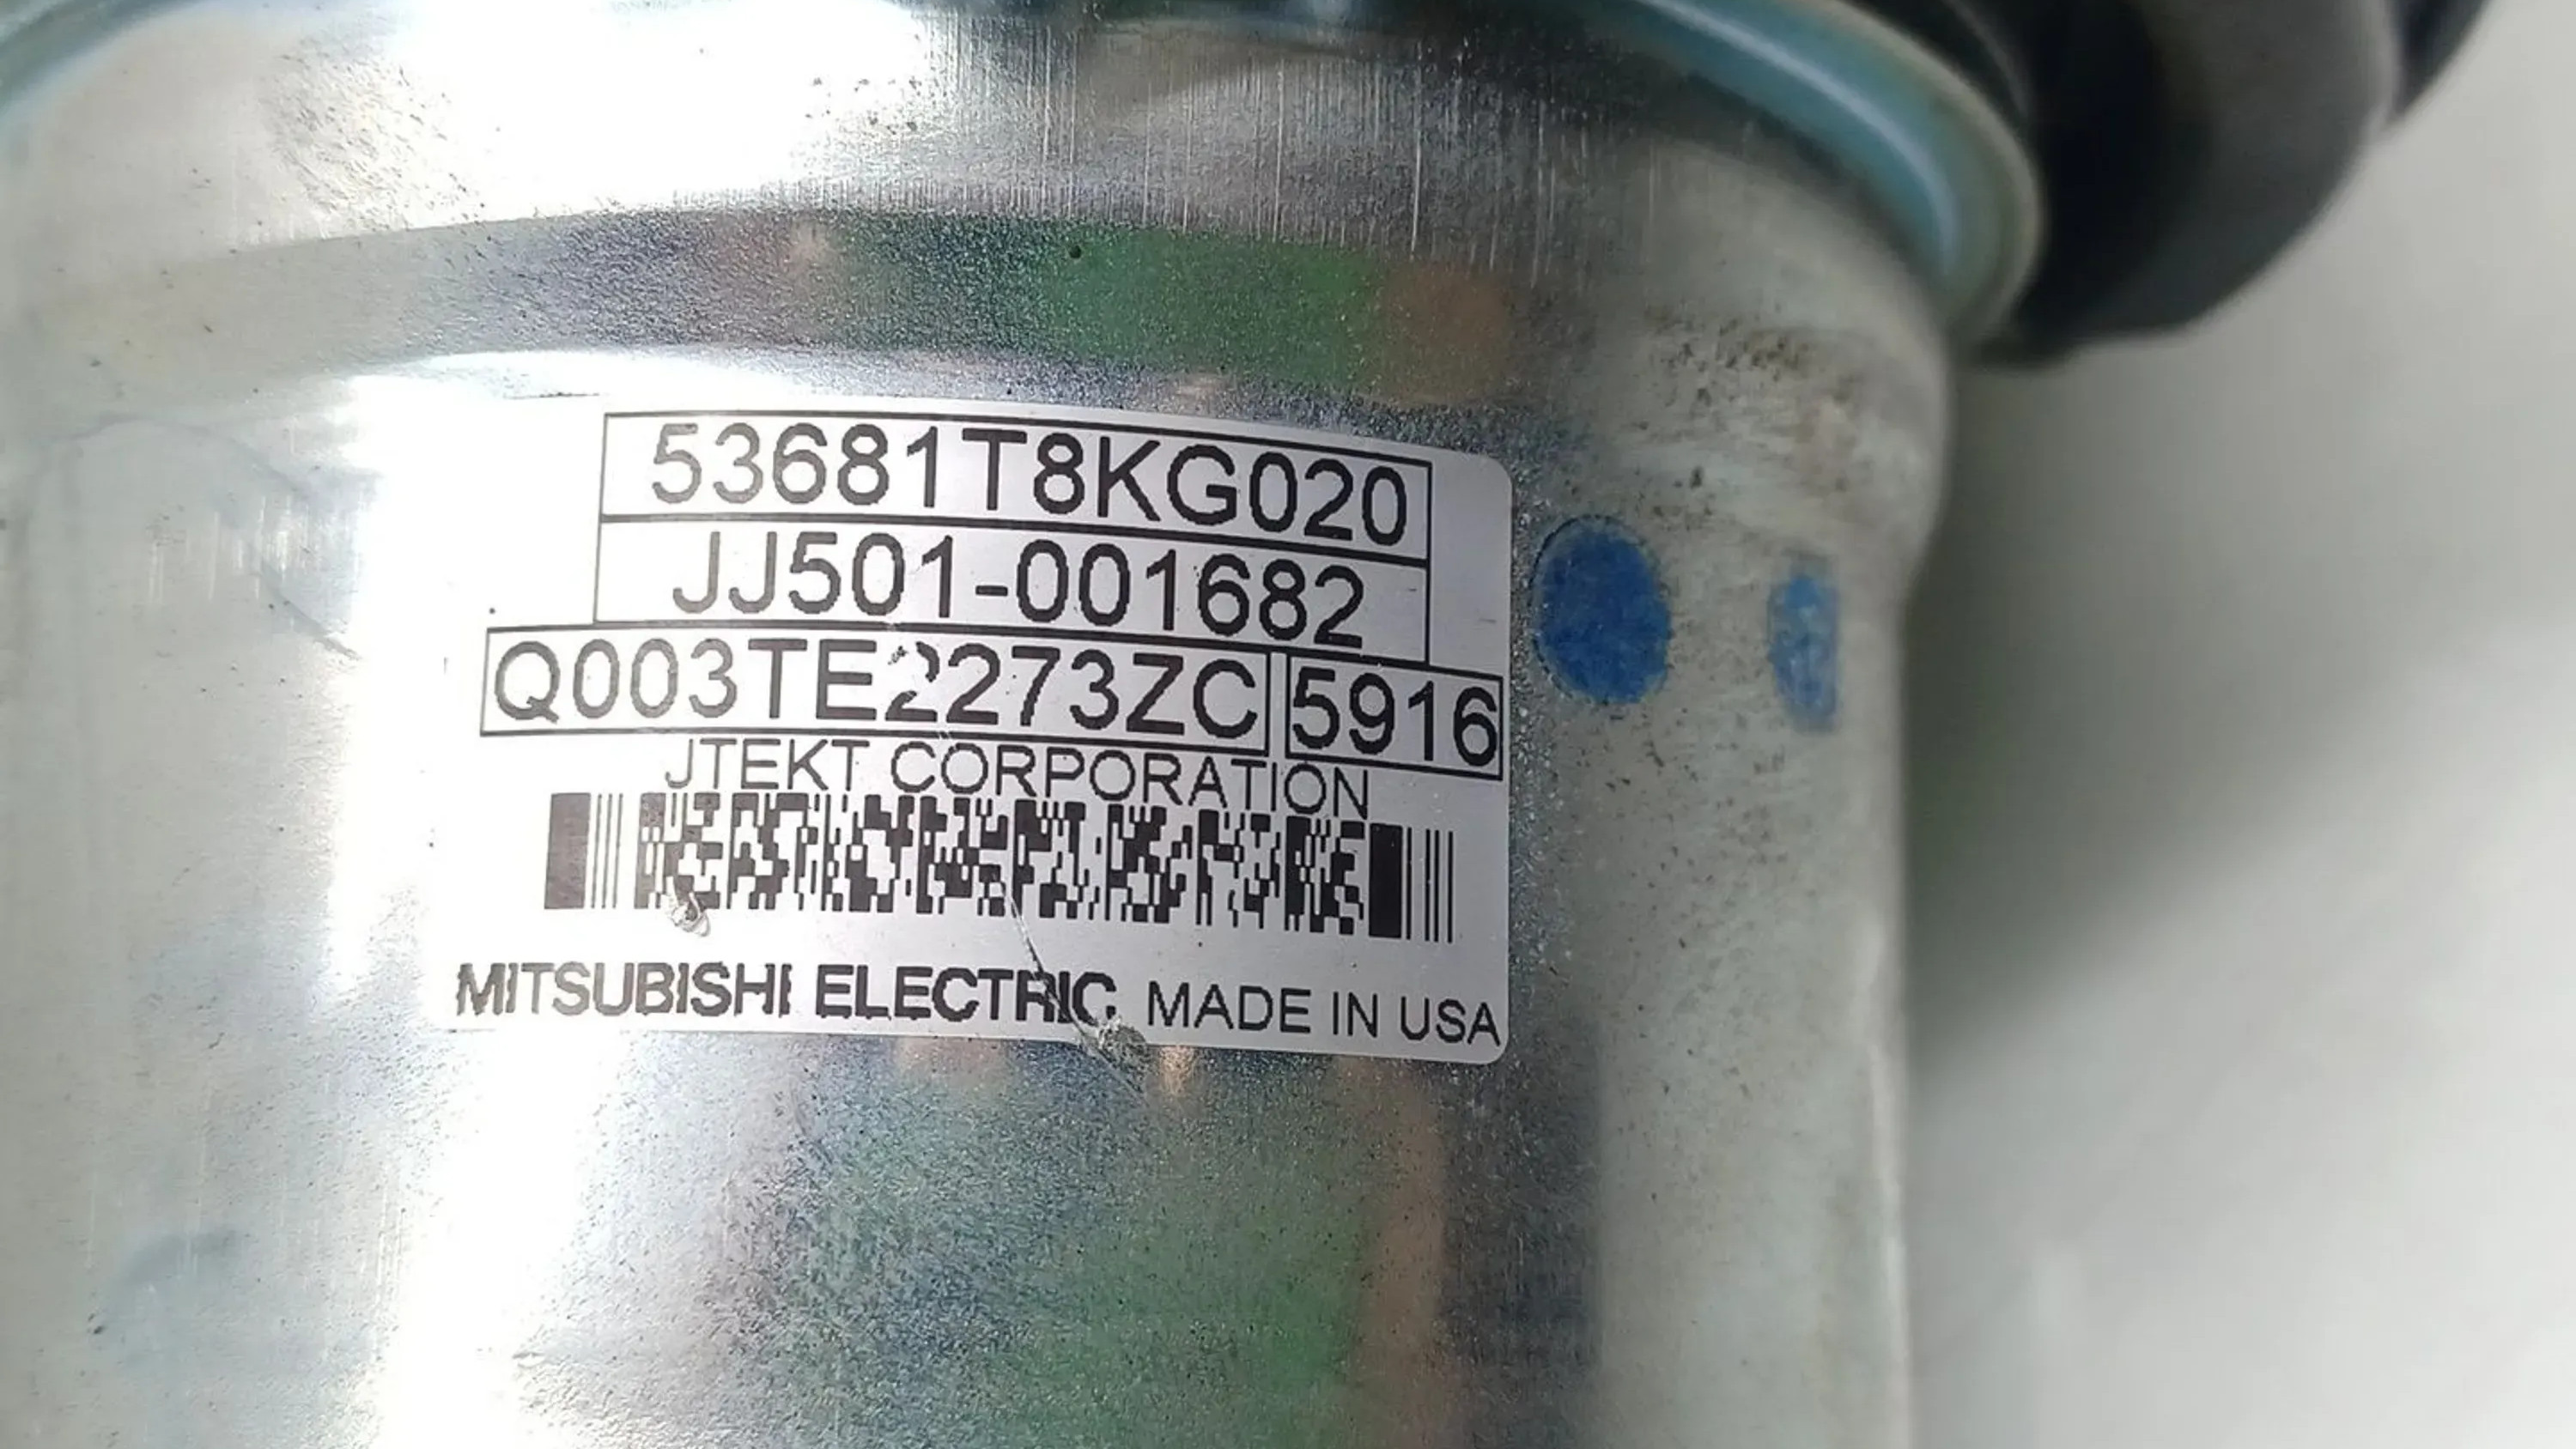 53681T8KG020
JJ501-001682
Q003TE2273ZC 5916
JTEKT CORPORATION
MITSUBISHI ELECTRIC MADE IN USA